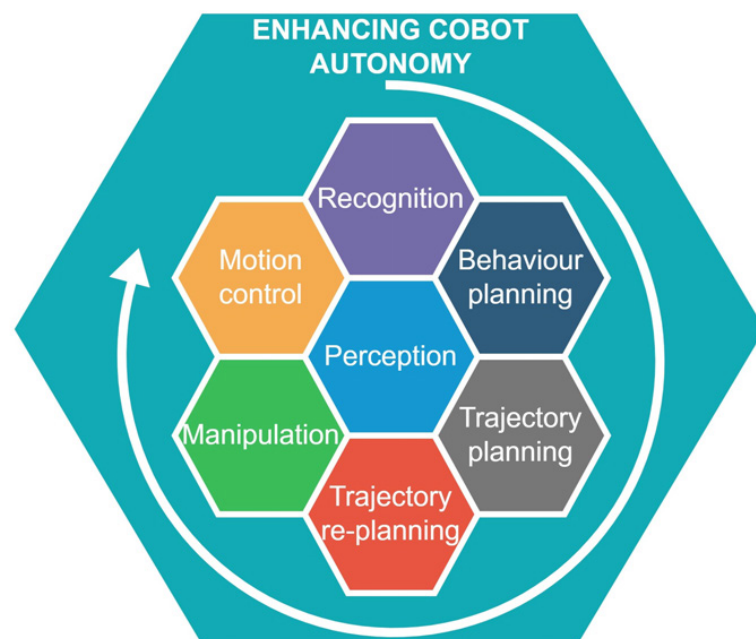 ENHANCING COBOT
AUTONOMY
Recognition
Behaviour
planning
Trajectory
planning
Trajectory
re-planning
Manipulation
Motion
control
Perception